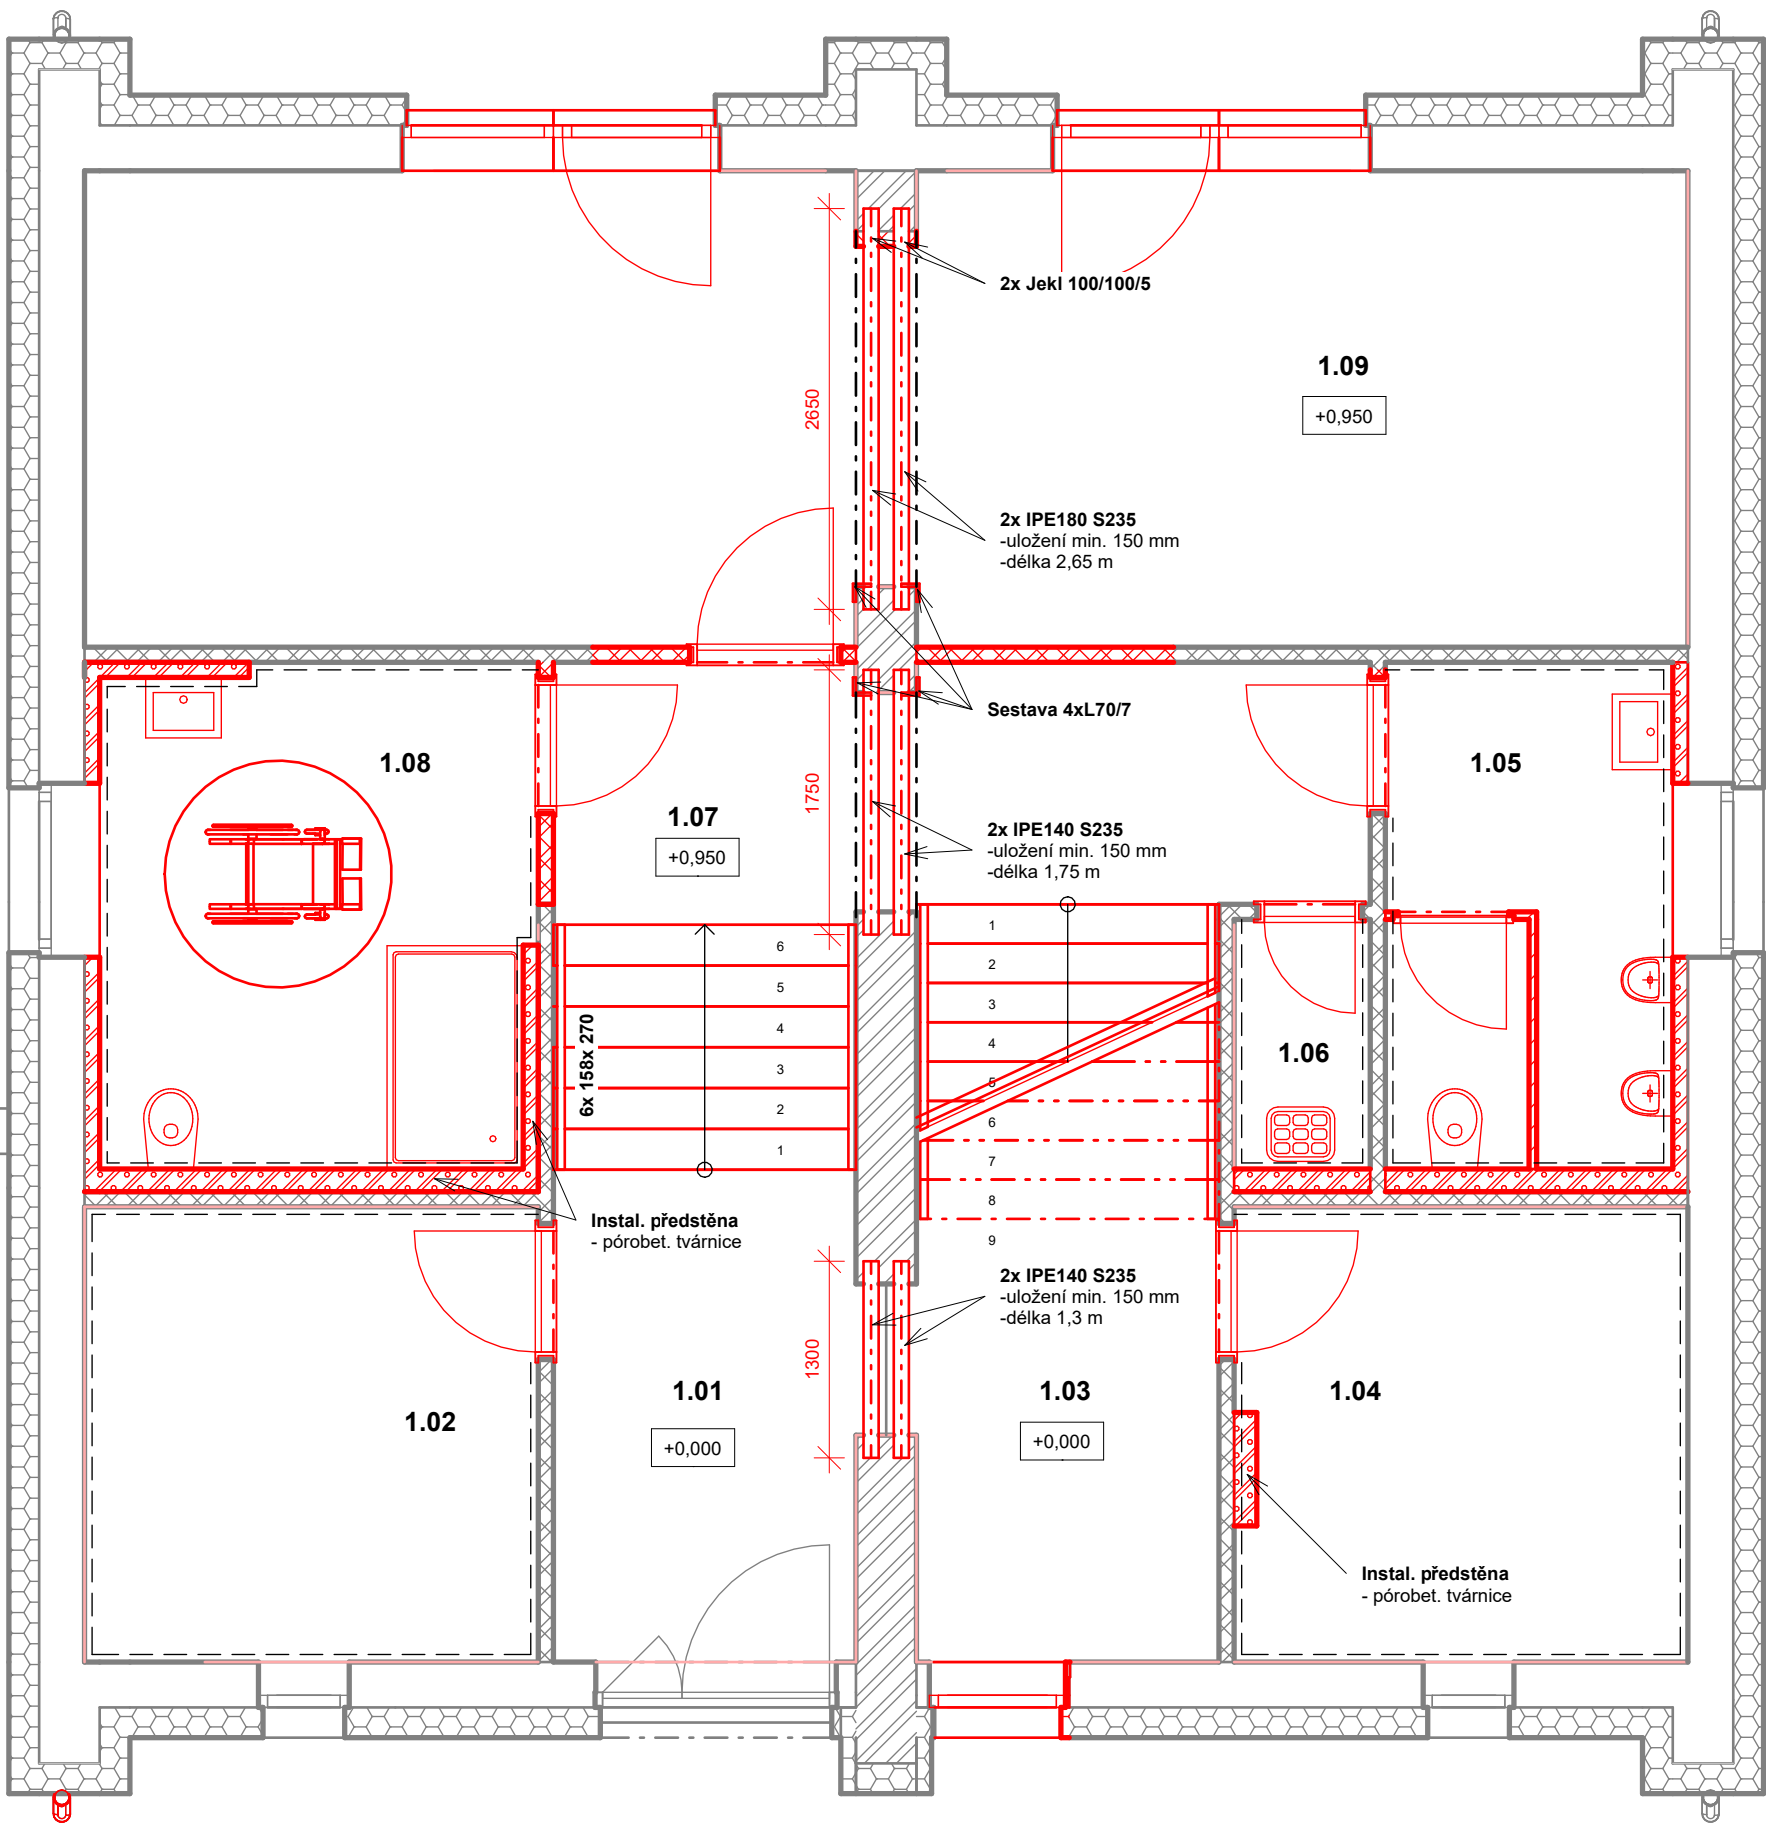 2x Jekl 100/100/5
1.09
+0,950
2650
2x IPE180 S235
-uložení min. 150 mm
-délka 2,65 m
Sestava 4xL70/7
1.08
1.05
1750
1.07
+0,950
2x IPE140 S235
-uložení min. 150 mm
-délka 1,75 m
6
5
4
3
2
1
6x 158x 270
1
2
3
4
5
6
7
8
9
1.06
Instal. předstěna
- pórobet. tvárnice
2x IPE140 S235
-uložení min. 150 mm
-délka 1,3 m
1300
1.02
1.01
+0,000
1.03
+0,000
1.04
Instal. předstěna
- pórobet. tvárnice